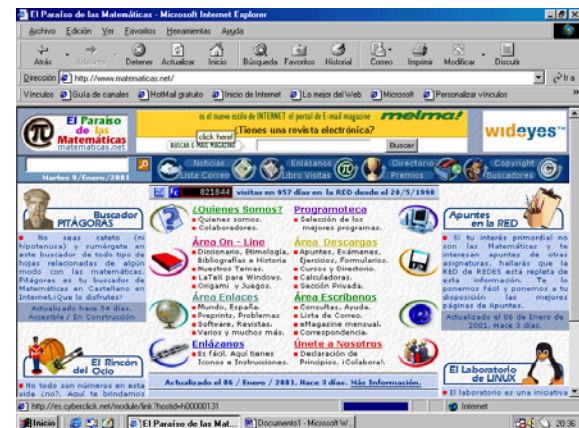 El Paraíso de las Matemáticas - Microsoft Internet Explorer
Archivo Edición Ver Favoritos Herramientas Ayuda
Atrás Adelante Detener Actualizar Inicio Búsqueda Favoritos Historial Correo Imprimir Modificar Discutir
Dirección http://www.matematicas.net/ Ir a
Vínculos Guía de canales HotMail gratuito Inicio de Internet Lo mejor del Web Microsoft Personalizar vínculos
El Paraíso
de las
Matemáticas
matematicas.net
es el nuevo estilo de INTERNET el portal de E-mail magazine melma!
¿Tienes una revista electrónica?
click here!
BUSCAR E-MAIL MAGAZINE Buscar
wideyes™
Martes 9/Enero/2001
Noticias
Lista Correo
Enlázanos
Libro Visitas
Directorio
Premios
Copyright
Buscadores
821844 visitas en 957 días en la RED desde el 28/5/1998
Buscador
PITÁGORAS
No seas cateto (ni
hipotenusa) y sumérgete en
este buscador de todo tipo de
hojas relacionadas de algún
modo con las matemáticas.
Pitágoras es tu buscador de
Matemáticas en Castellano en
Internet.¡Que lo disfrutes!
Actualizado hace 54 días.
Accesible / En Construcción
El Rincón
del Ocio
No todo son números en esta
vida ¿no?. Aquí te brindamos
¿Quienes Somos?
Quienes somos.
Colaboradores.
Área On - Line
Diccionario, Etimología,
Bibliografías e Historia
Nuestros Temas.
LaTeX para Windows.
Origami y Juegos.
Área Enlaces
Mundo, España.
Preprints, Problemas
Software, Revistas.
Varios y muchos más.
Enlázanos
Es fácil. Aquí tienes
Iconos e Instrucciones.
Programoteca
Selección de los
mejores programas.
Área Descargas
Apuntes, Exámenes,
Ejercicios, Formularios.
Cursos y Directorio.
Calculadoras.
Sección Privada.
Área Escríbenos
Consultas, Ayuda.
Lista de Correo.
eMagazine mensual.
Correspondencia.
Únete a Nosotros
Declaración de
Principios. ¡Colabora!.
Actualizado el 06 / Enero / 2001. Hace 3 días. Más Información.
Apuntes
en la RED
Si tu interés primordial no
son las Matemáticas y te
interesan apuntes de otras
asignaturas, hallarás que la
RED de REDES está repleta de
esta información. Te lo
ponemos fácil y ponemos a tu
disposición las mejores
páginas de Apuntes.
Actualizado el 06 de Enero de
2001. Hace 3 días.
El Laboratorio
de LINUX
El laboratorio es una iniciativa
http://es.cyberclick.net/module/link?hostid=h00000131 Internet
Inicio El Paraíso de las Mat... Documento1 - Microsoft W... 20:36